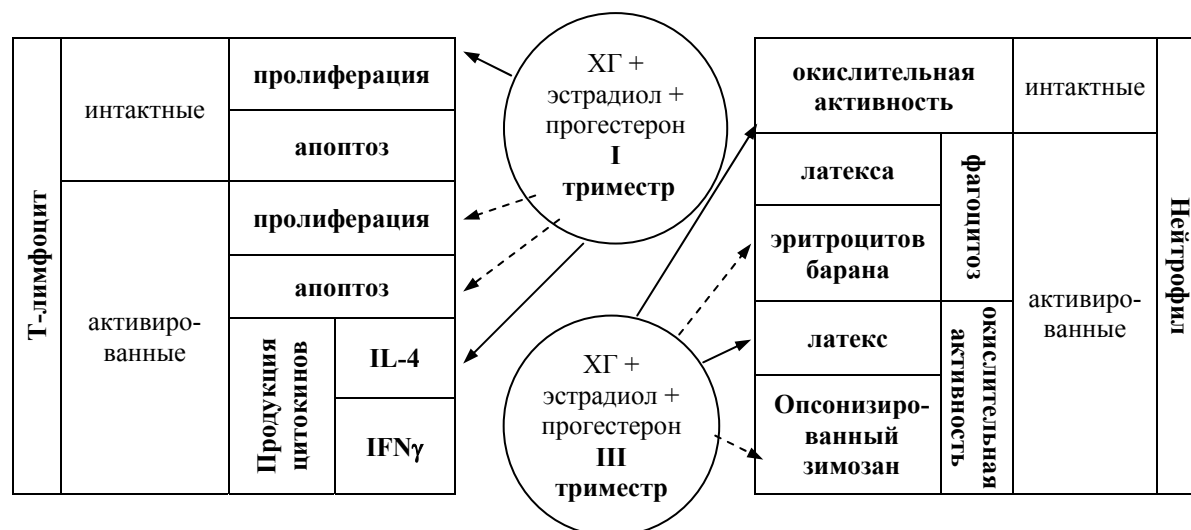 Т-лимфоцит
интактные
пролиферация
апоптоз
активиро-
ванные
пролиферация
апоптоз
Продукция
цитокинов
IL-4
IFNγ
ХГ +
эстрадиол +
прогестерон
I
триместр
ХГ +
эстрадиол +
прогестерон
III
триместр
окислительная
активность
интактные
латекса
эритроцитов
барана
фагоцитоз
латекс
Опсонизиро-
ванный
зимозан
окислительная
активность
активиро-
ванные
Нейтрофил